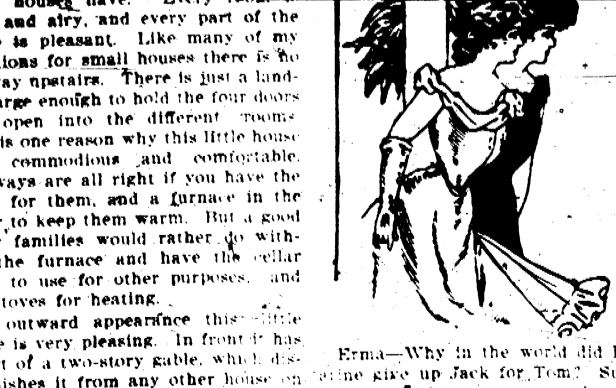 houses have. Every
and airy, and every part of the
is pleasant. Like many of my
ions for small houses there is no
way upstairs. There is just a land-
arge enough to hold the four doors
open into the different rooms
is one reason why this little house
commodious and comfortable.
ways are all right if you have the
for them, and a furnace in the
to keep them warm. But a good
families would rather do with-
the furnace and have the cellar
to use for other purposes, and
toves for heating.
outward appearance this little
e is very pleasing. In front it has
rt of a two-story gable, which dis-
ishes it from any other house on
Erma—Why in the world did
give up Jack for Tom? S